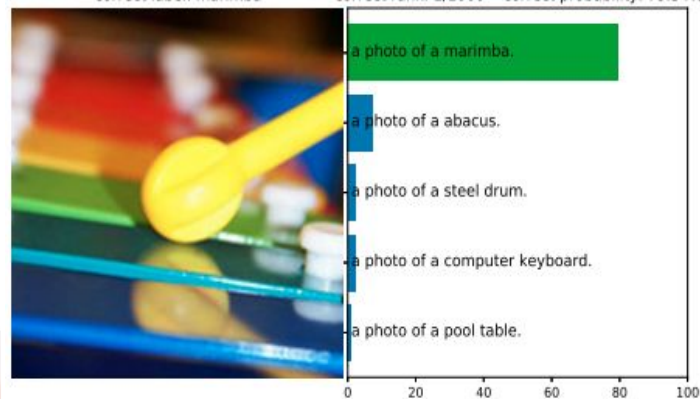 a photo of a marimba.
a photo of a abacus.
a photo of a steel drum.
a photo of a computer keyboard.
a photo of a pool table.
0 20 40 60 80 100